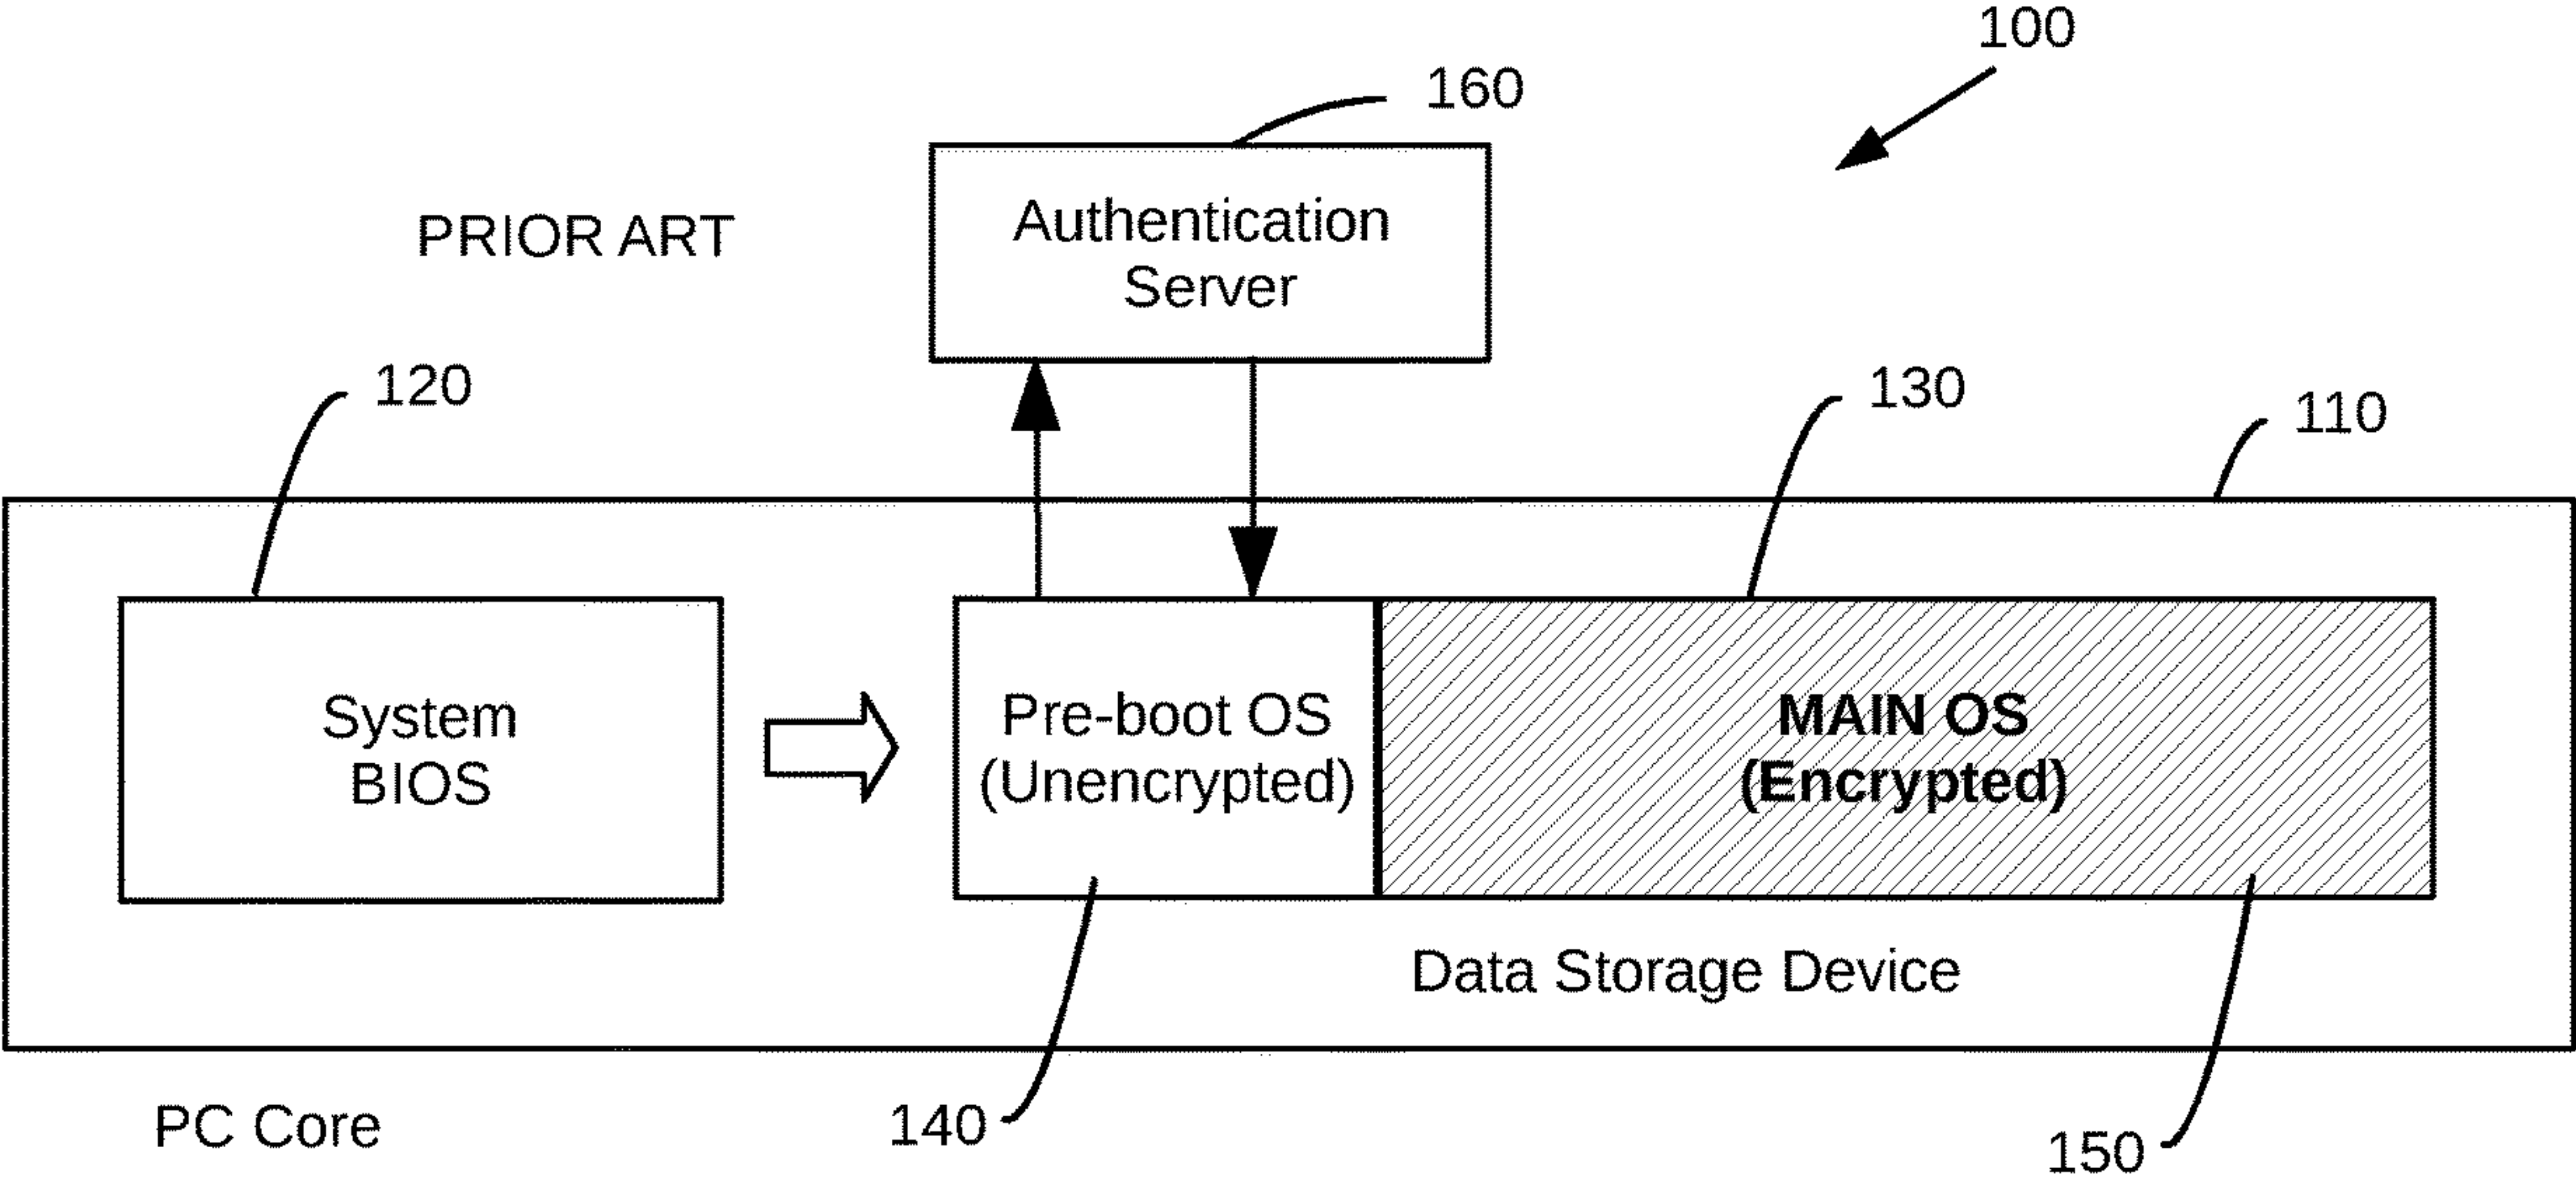 100
160
Authentication
Server
PRIOR ART
120
130
110
System
BIOS
Pre-boot OS
(Unencrypted)
MAIN OS
(Encrypted)
Data Storage Device
PC Core
140
150